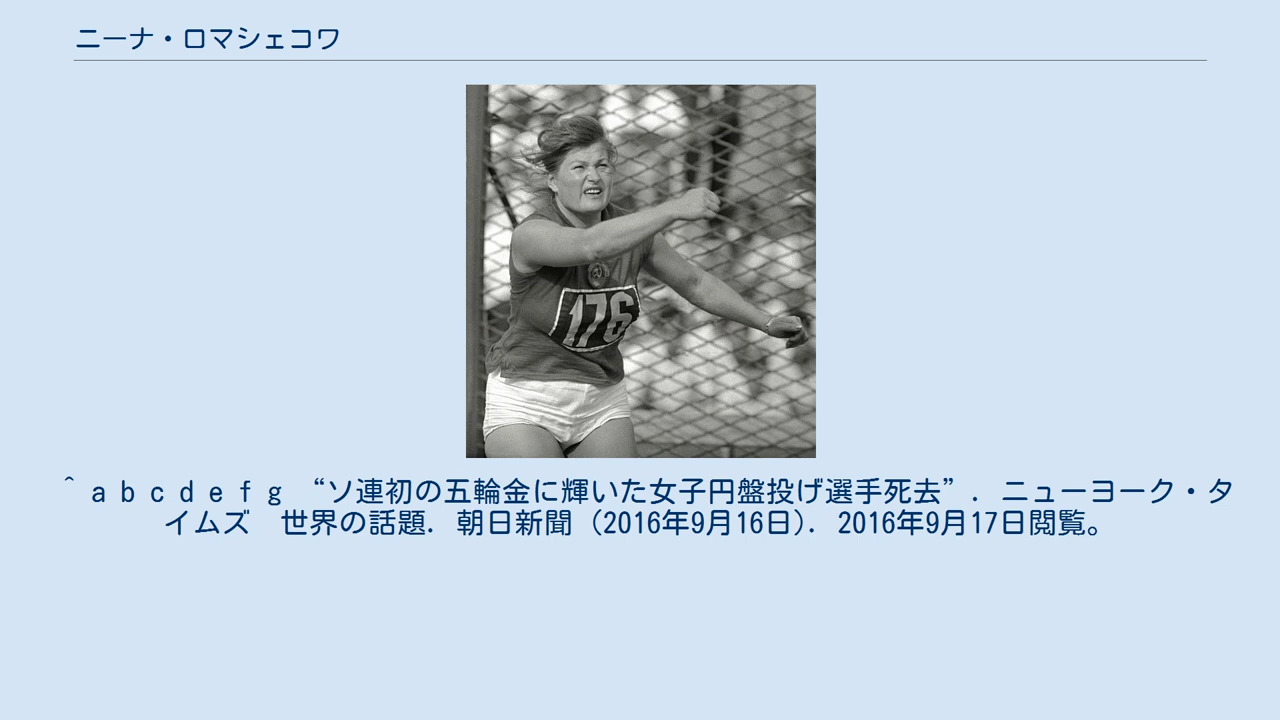 ニーナ・ロマシェコワ
176
^ a b c d e f g “ソ連初の五輪金に輝いた女子円盤投げ選手死去”. ニューヨーク・タ
イムズ　世界の話題. 朝日新聞 (2016年9月16日). 2016年9月17日閲覧。